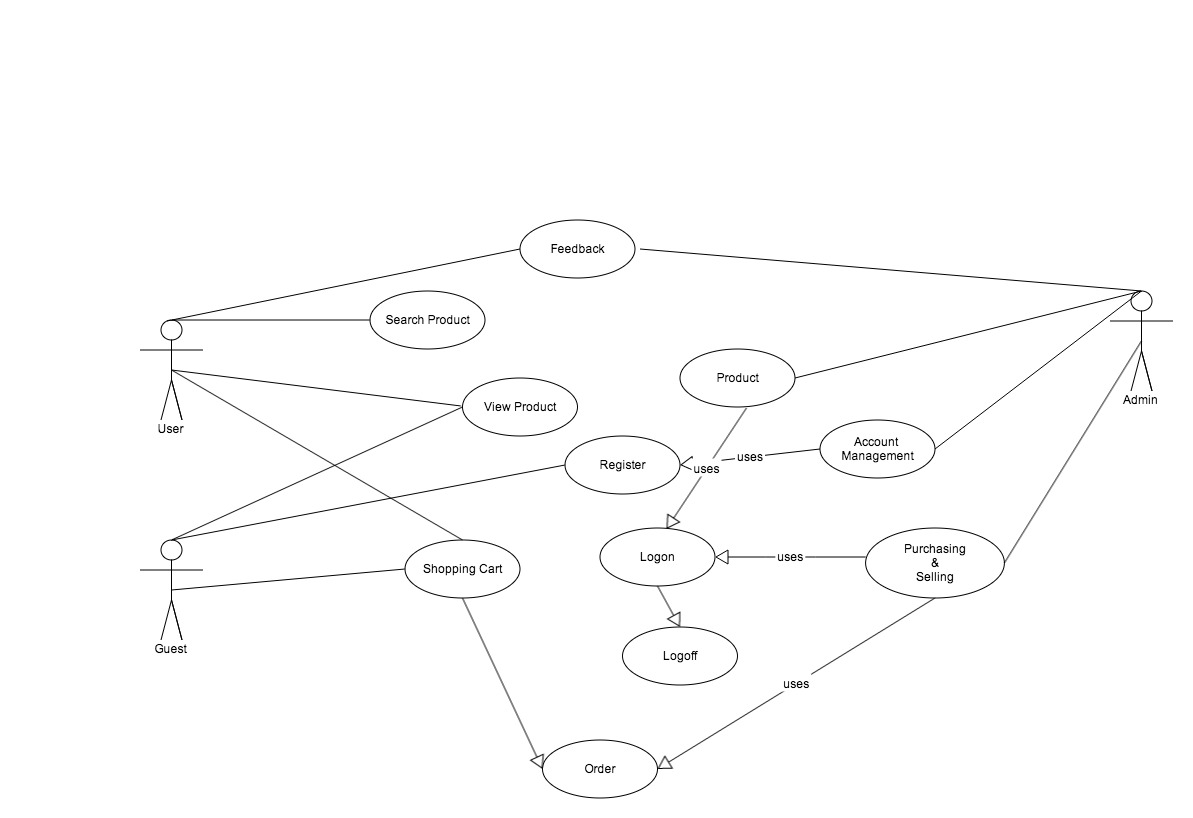 Feedback
Search Product
User
Admin
Product
View Product
Account
Management
uses
Register
uses
Logon
uses
Purchasing
&
Selling
Shopping Cart
Guest
Logoff
uses
Order